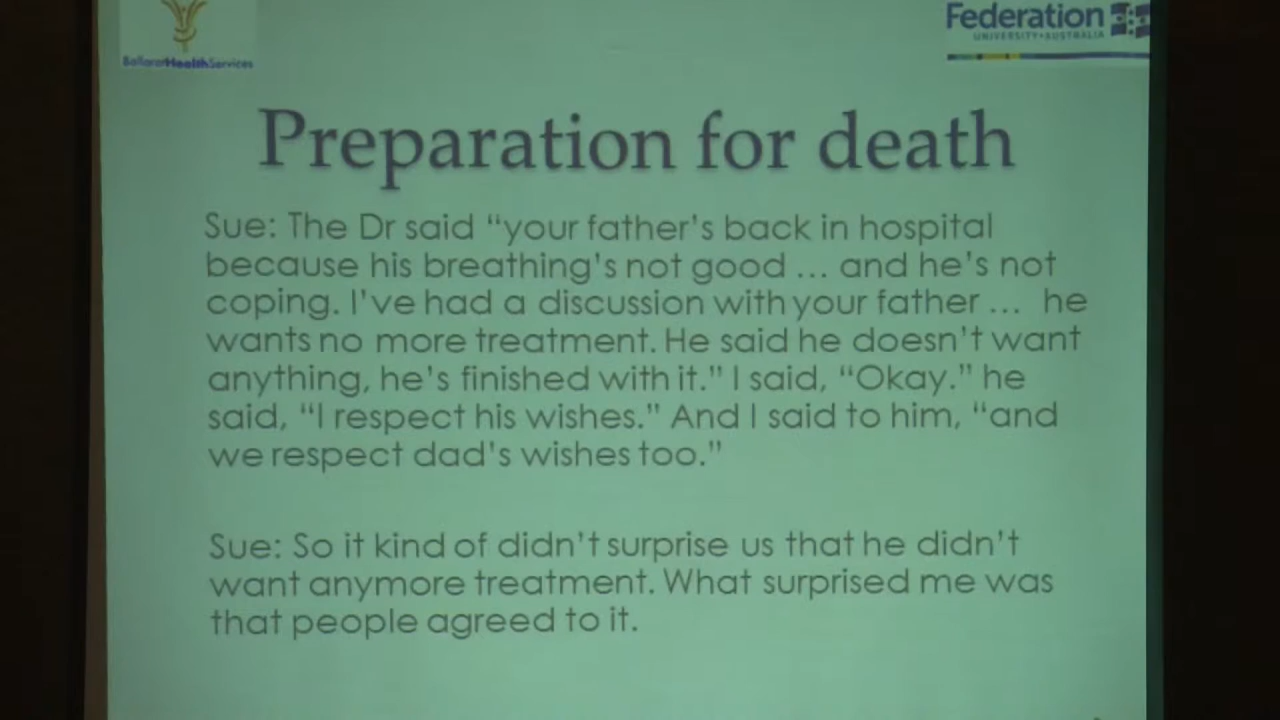 BallaratHealthServices
Federation
UNIVERSITY•AUSTRALIA
Preparation for death
Sue: The Dr said “your father’s back in hospital
because his breathing’s not good … and he’s not
coping. I’ve had a discussion with your father … he
wants no more treatment. He said he doesn’t want
anything, he’s finished with it.” I said, “Okay.” he
said, “I respect his wishes.” And I said to him, “and
we respect dad’s wishes too.”
Sue: So it kind of didn’t surprise us that he didn’t
want anymore treatment. What surprised me was
that people agreed to it.